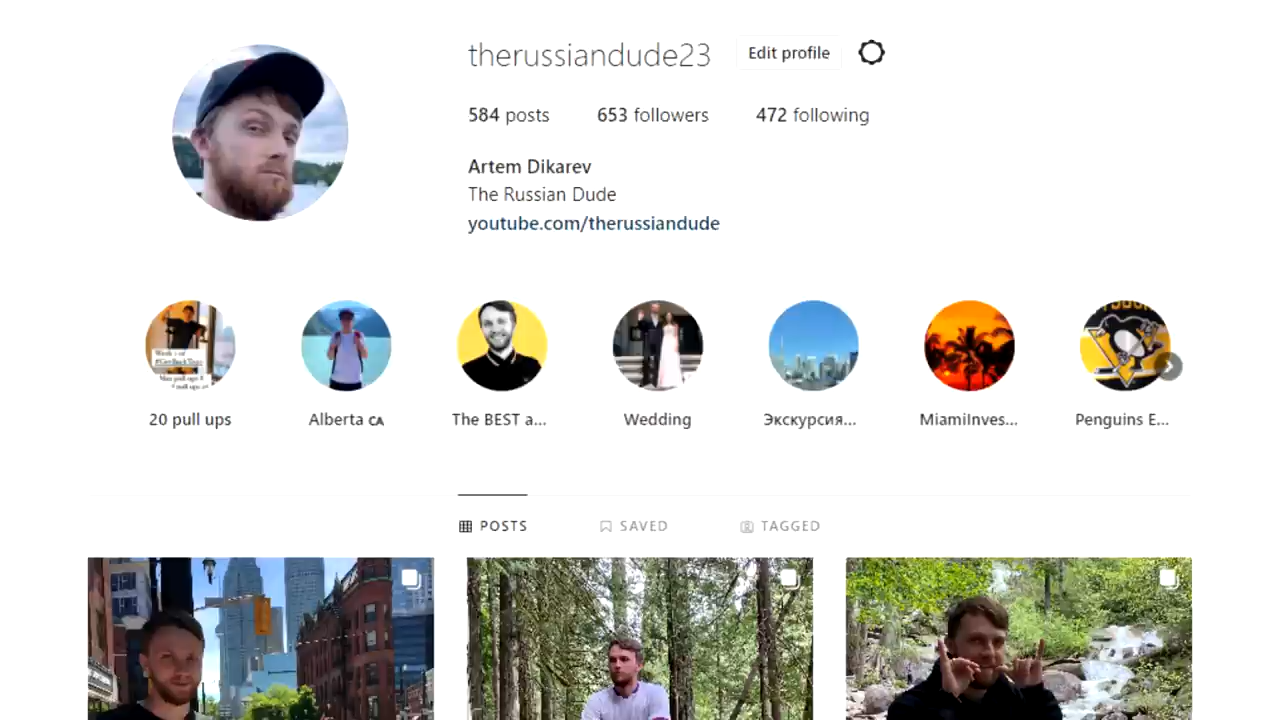 therussiandude23 Edit profile
584 posts 653 followers 472 following
Artem Dikarev
The Russian Dude
youtube.com/therussiandude
20 pull ups
Alberta CA
The BEST a...
Wedding
Экскурсия...
MiamiInves...
Penguins E...
POSTS SAVED TAGGED